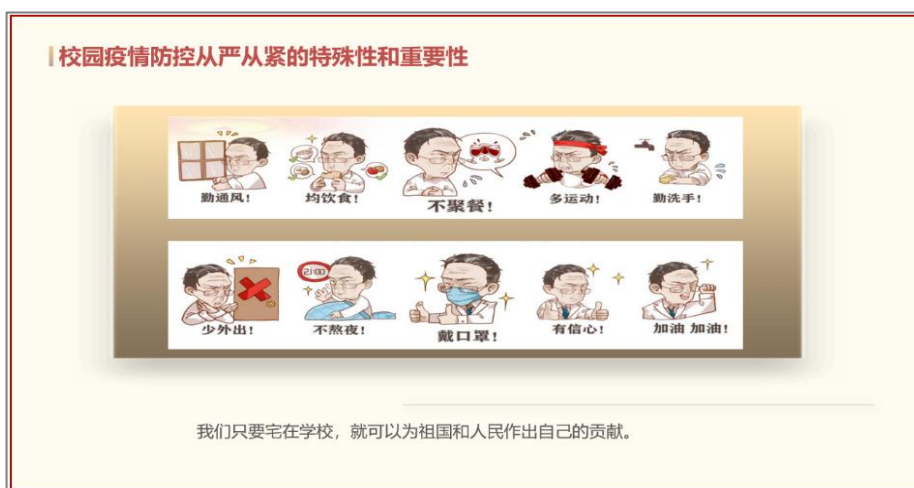 校园疫情防控从严从紧的特殊性和重要性
勤通风!
均饮食!
不聚餐!
多运动!
勤洗手!
21:00
少外出!
不熬夜!
戴口罩!
有信心!
加油 加油!
我们只要宅在学校，就可以为祖国和人民作出自己的贡献。